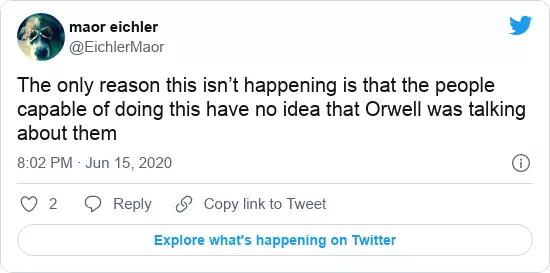 maor eichler
@EichlerMaor
The only reason this isn’t happening is that the people
capable of doing this have no idea that Orwell was talking
about them
8:02 PM · Jun 15, 2020
2 Reply Copy link to Tweet
Explore what's happening on Twitter